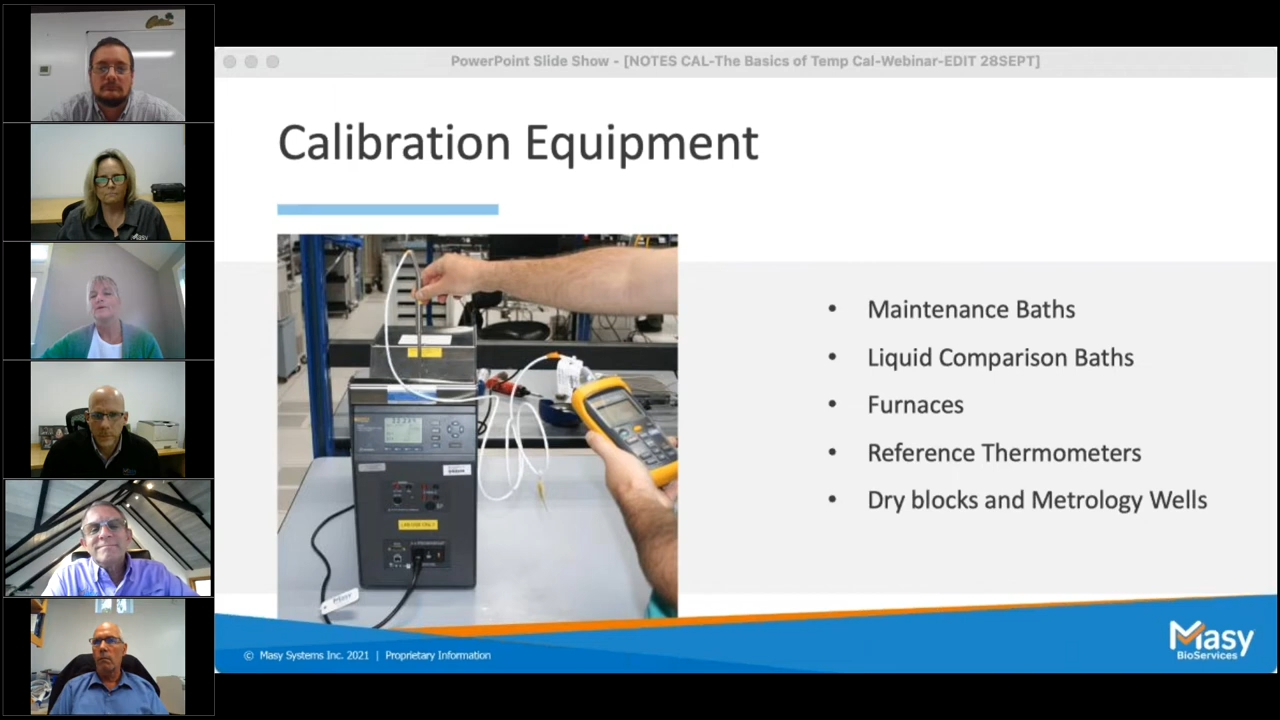 PowerPoint Slide Show - [NOTES CAL-The Basics of Temp Cal-Webinar-EDIT 28SEPT]
Calibration Equipment
• Maintenance Baths
• Liquid Comparison Baths
• Furnaces
• Reference Thermometers
• Dry blocks and Metrology Wells
Masy
© Masy Systems Inc. 2021 | Proprietary Information
Masy
BioServices